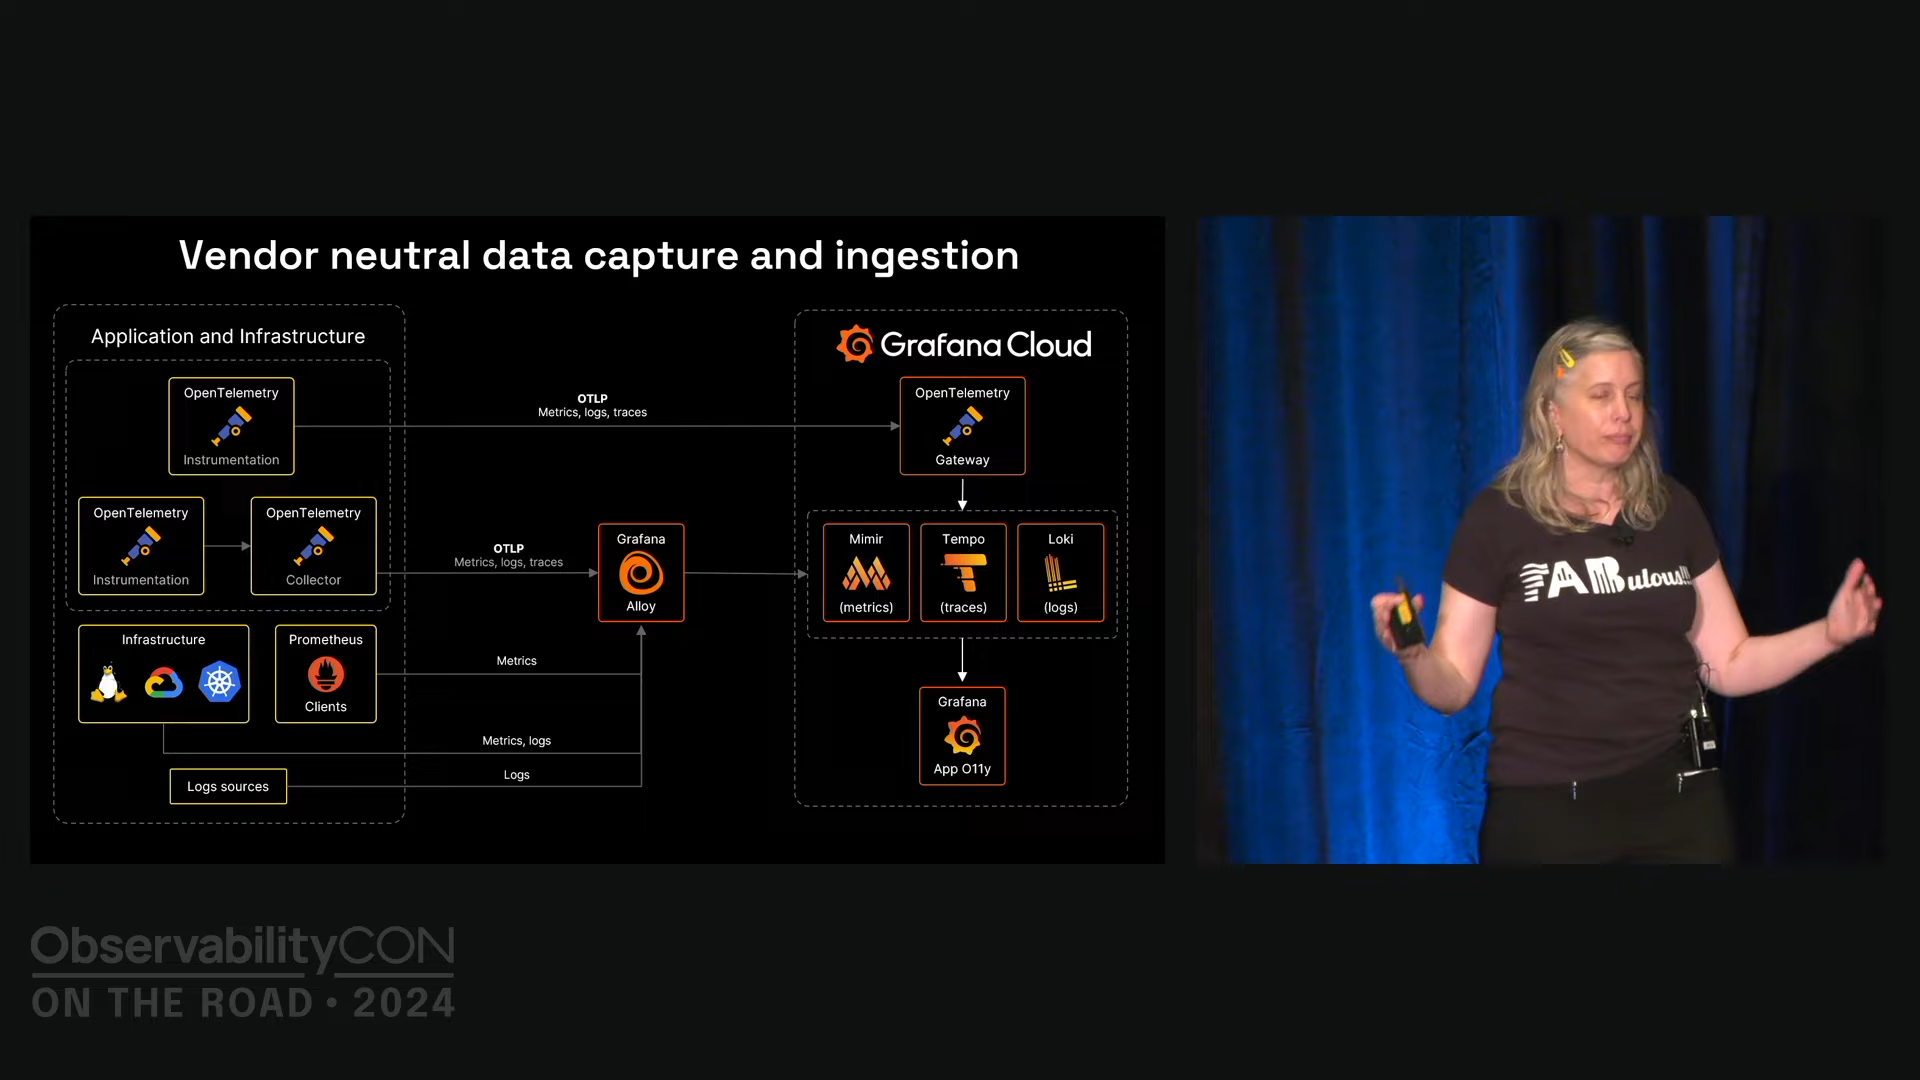 Vendor neutral data capture and ingestion
Application and Infrastructure
OpenTelemetry
Instrumentation
OpenTelemetry
Instrumentation
OpenTelemetry
Collector
Infrastructure
Prometheus
Clients
Logs sources
OTLP
Metrics, logs, traces
OTLP
Metrics, logs, traces
Metrics
Metrics, logs
Logs
Grafana
Alloy
Grafana Cloud
OpenTelemetry
Gateway
Mimir
(metrics)
Tempo
(traces)
Loki
(logs)
Grafana
App O11y
FABulous!!!
ObservabilityCON
ON THE ROAD • 2024